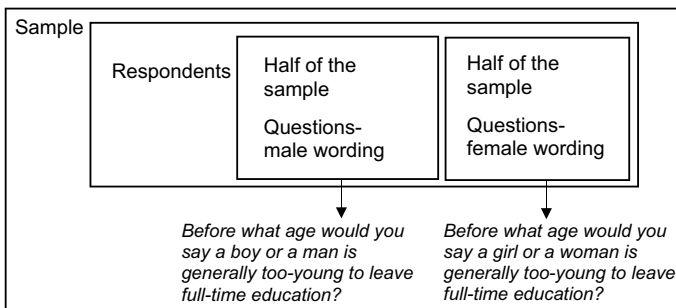 Sample
Respondents
Half of the
sample
Questions-
male wording
Half of the
sample
Questions-
female wording
Before what age would you
say a boy or a man is
generally too-young to leave
full-time education?
Before what age would you
say a girl or a woman is
generally too-young to leave
full-time education?